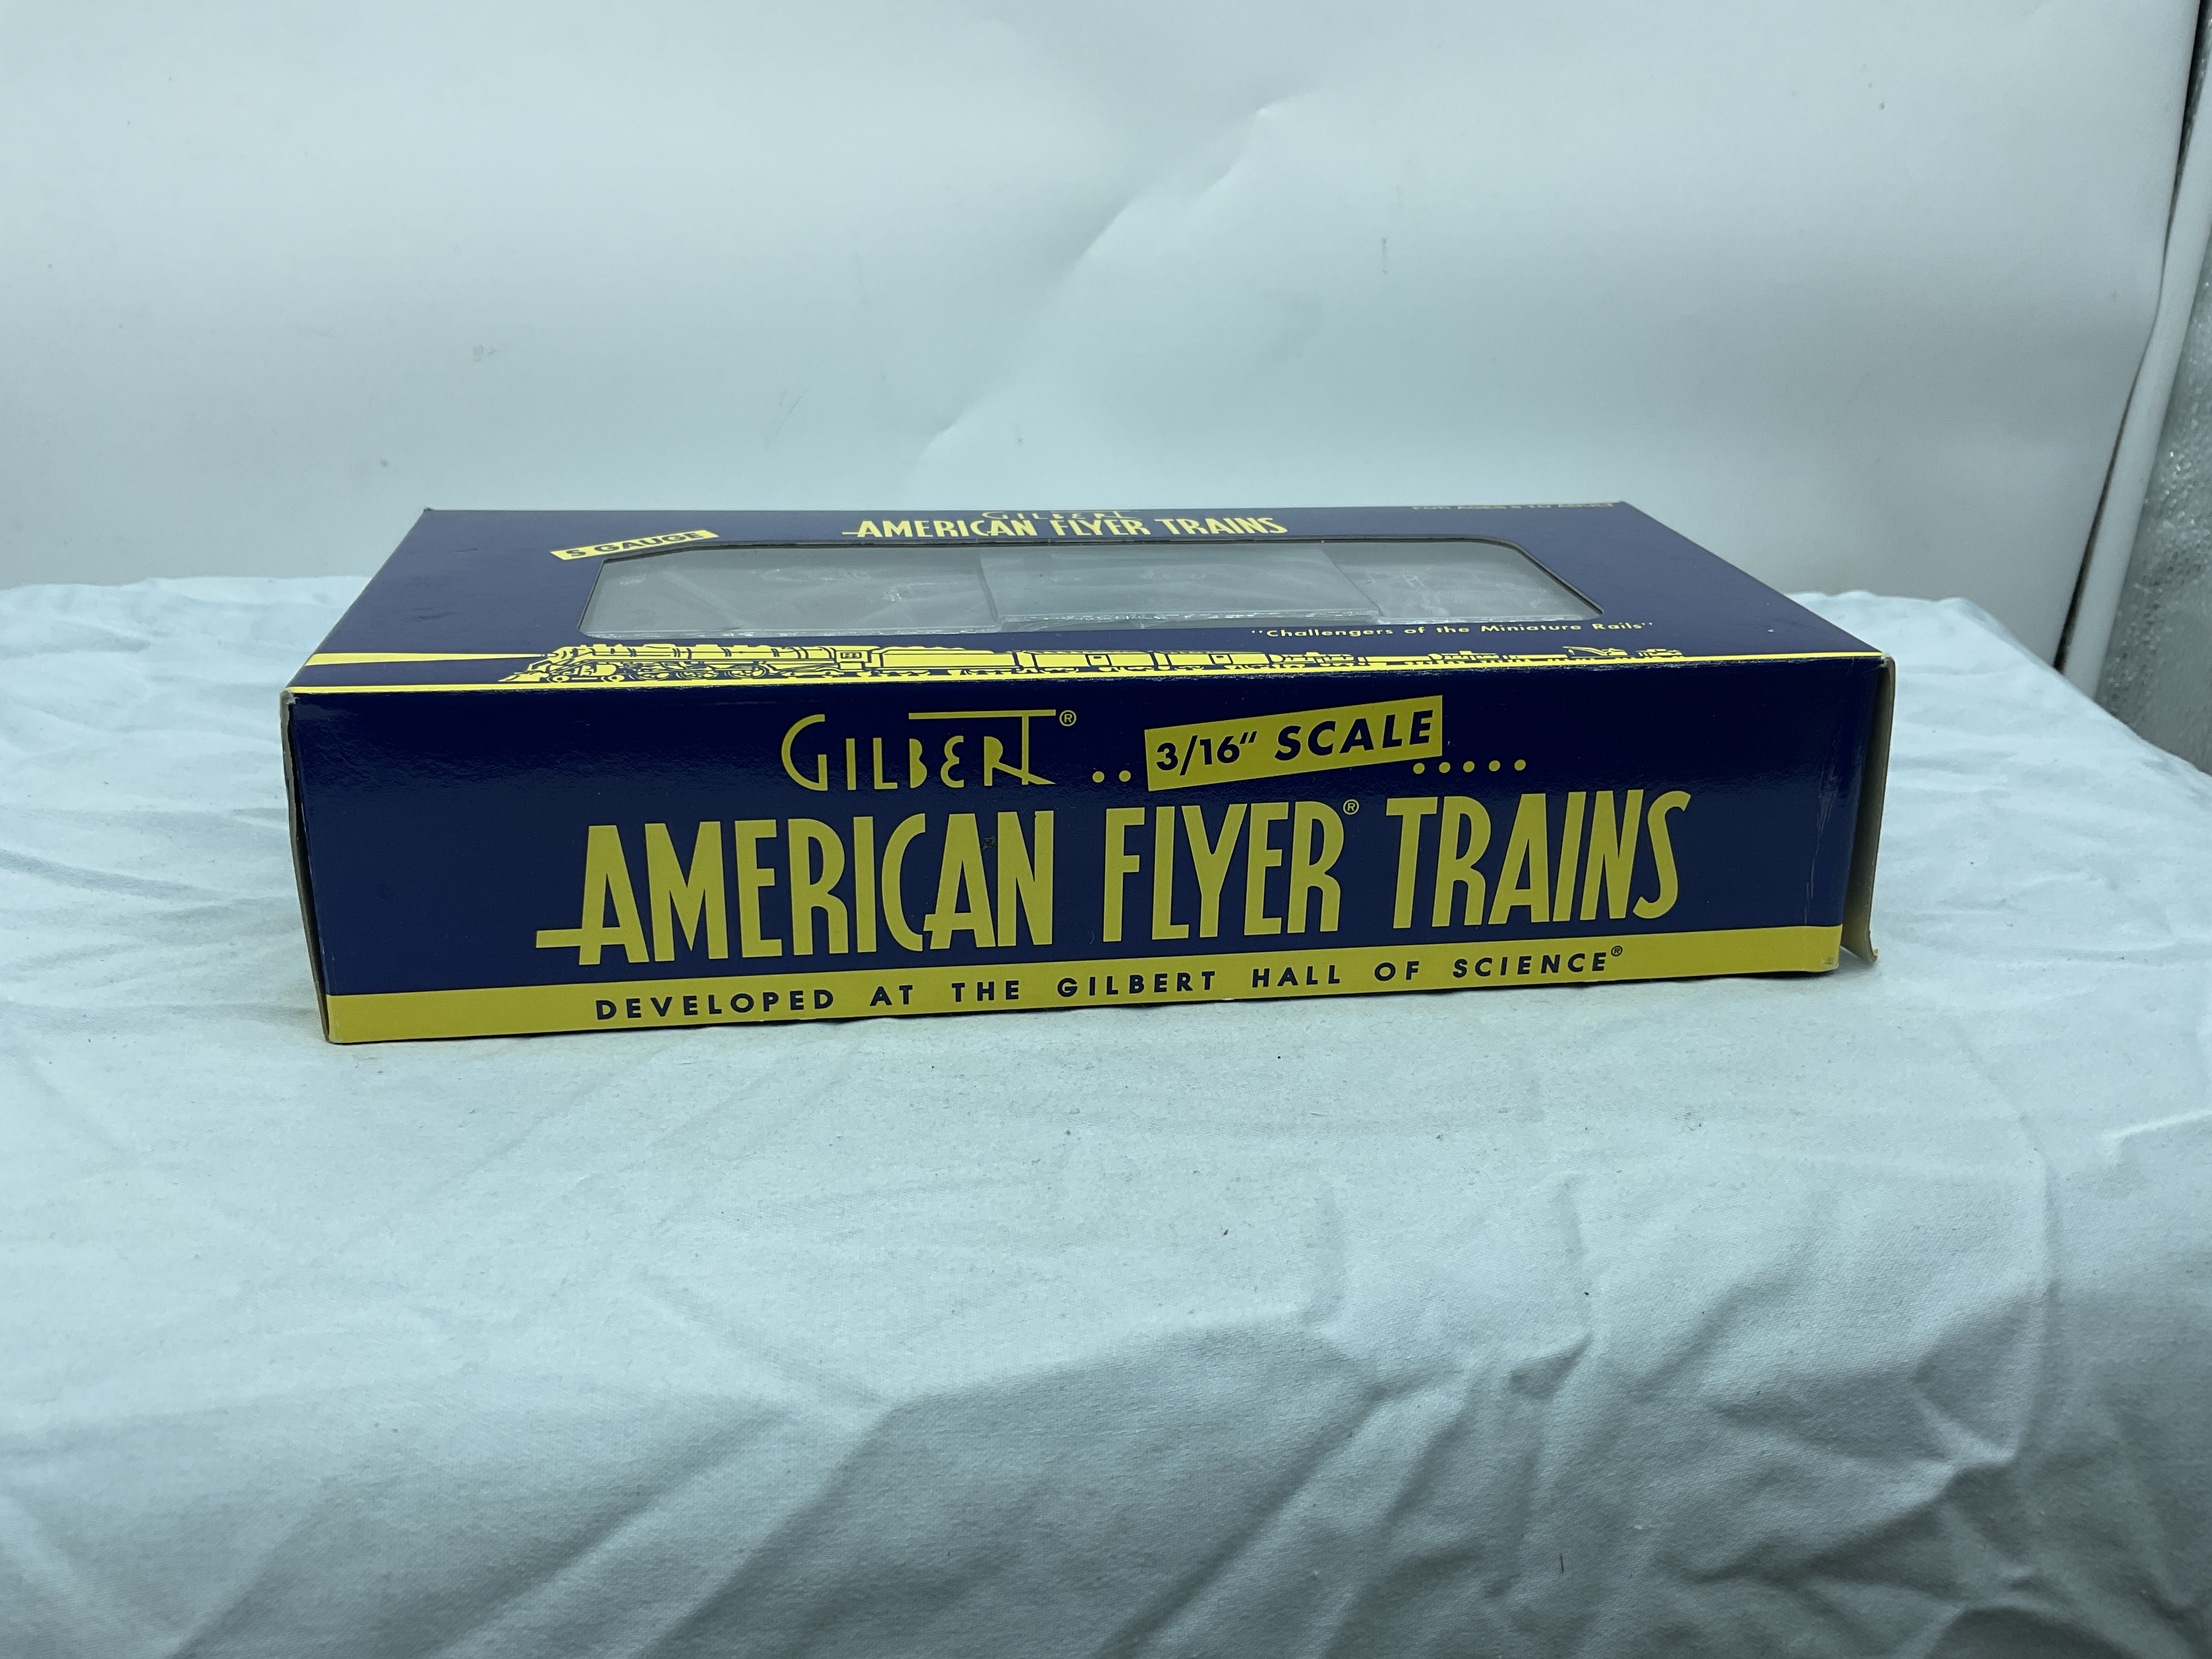 GILBERT
AMERICAN FLYER TRAINS
S GAUGE
"Challengers of the Miniature Rails"
GILBERT® ..3/16" SCALE.....
AMERICAN FLYER® TRAINS
DEVELOPED AT THE GILBERT HALL OF SCIENCE®